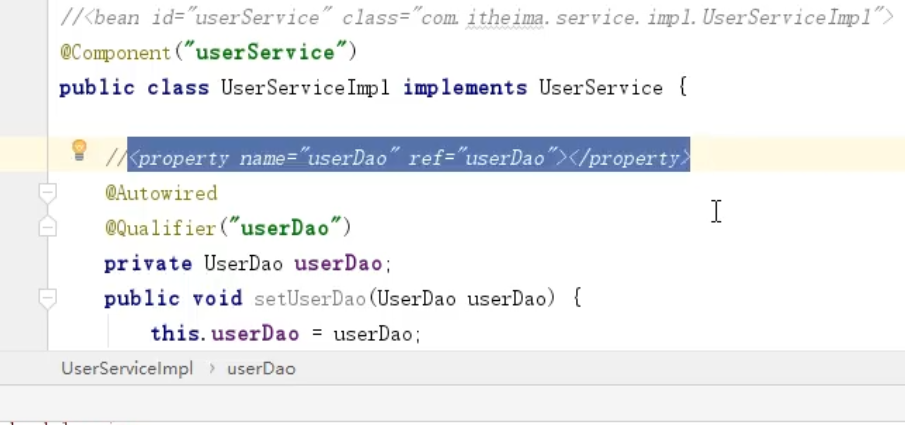 //<bean id="userService" class="com.itheima.service.impl.UserServiceImpl">
@Component("userService")
public class UserServiceImpl implements UserService {
//<property name="userDao" ref="userDao"></property>
@Autowired
@Qualifier("userDao")
private UserDao userDao;
public void setUserDao(UserDao userDao) {
this.userDao = userDao;
UserServiceImpl › userDao